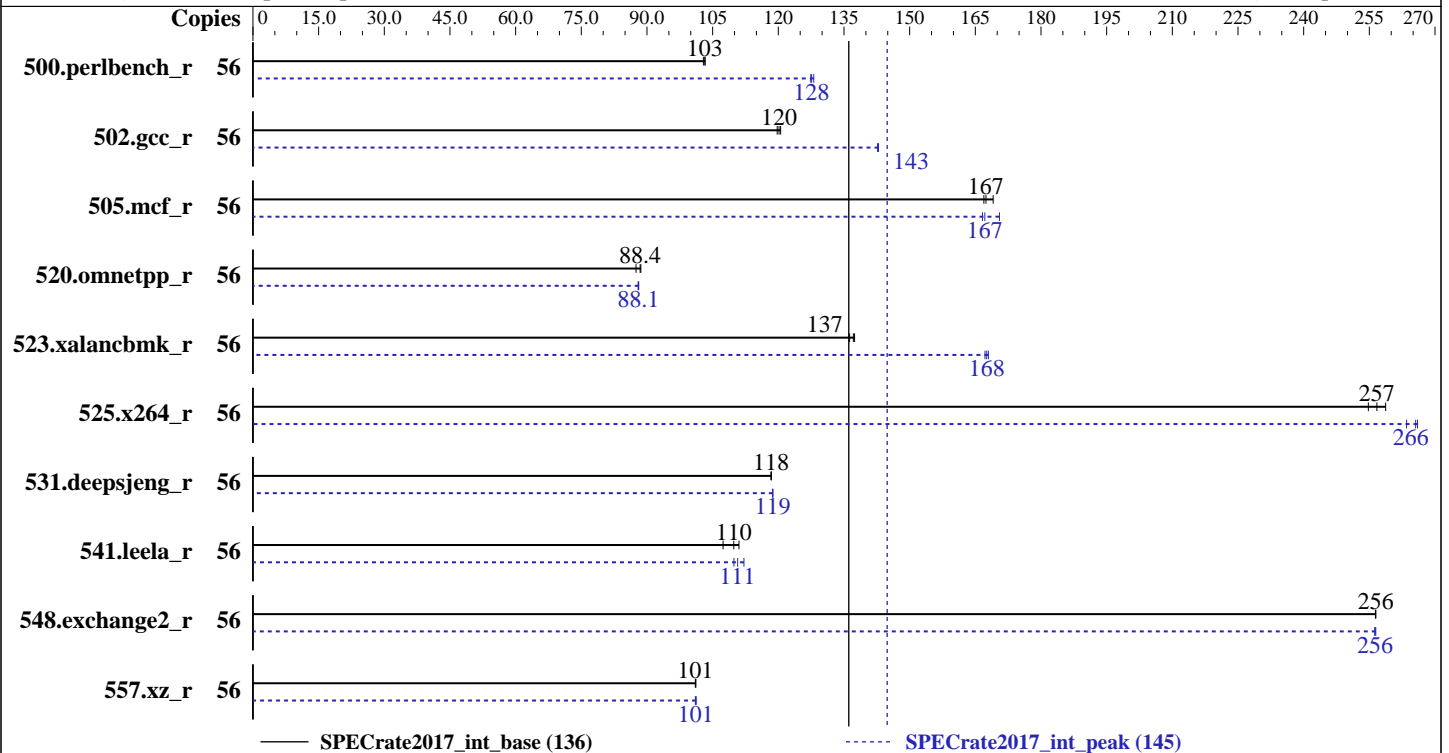 Copies 0 15.0 30.0 45.0 60.0 75.0 90.0 105 120 135 150 165 180 195 210 225 240 255 270
103
500.perlbench_r 56
128
120
502.gcc_r 56
143
167
505.mcf_r 56
167
88.4
520.omnetpp_r 56
88.1
137
523.xalancbmk_r 56
168
257
525.x264_r 56
266
118
531.deepsjeng_r 56
119
110
541.leela_r 56
111
256
548.exchange2_r 56
256
101
557.xz_r 56
101
SPECrate2017_int_base (136) SPECrate2017_int_peak (145)